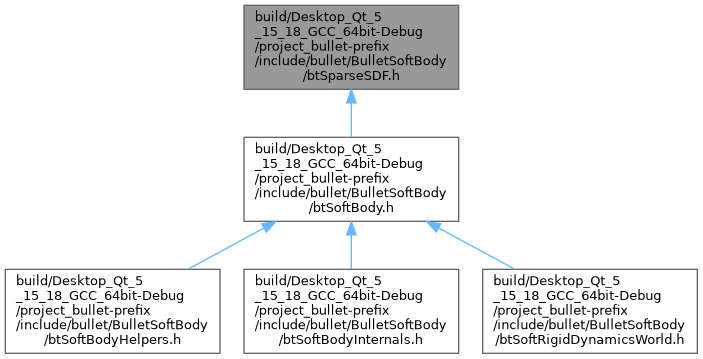 build/Desktop_Qt_5
_15_18_GCC_64bit-Debug
/project_bullet-prefix
/include/bullet/BulletSoftBody
/btSparseSDF.h
build/Desktop_Qt_5
_15_18_GCC_64bit-Debug
/project_bullet-prefix
/include/bullet/BulletSoftBody
/btSoftBody.h
build/Desktop_Qt_5
_15_18_GCC_64bit-Debug
/project_bullet-prefix
/include/bullet/BulletSoftBody
/btSoftBodyHelpers.h
build/Desktop_Qt_5
_15_18_GCC_64bit-Debug
/project_bullet-prefix
/include/bullet/BulletSoftBody
/btSoftBodyInternals.h
build/Desktop_Qt_5
_15_18_GCC_64bit-Debug
/project_bullet-prefix
/include/bullet/BulletSoftBody
/btSoftRigidDynamicsWorld.h